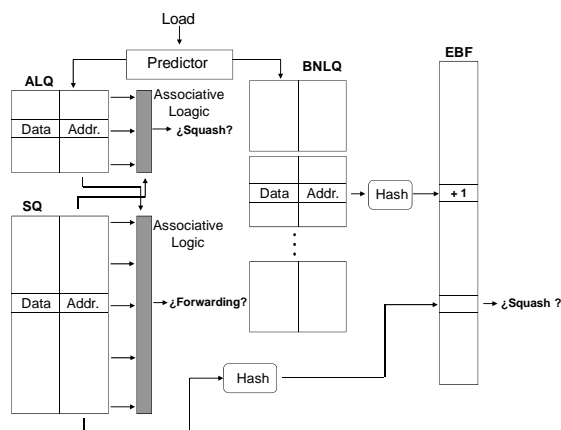 Load
Predictor
ALQ
BNLQ
EBF
Associative
Loagic
¿Squash?
Data
Addr.
Data
Addr.
Hash
+ 1
SQ
Associative
Logic
Data
Addr.
¿Forwarding?
¿Squash ?
Hash